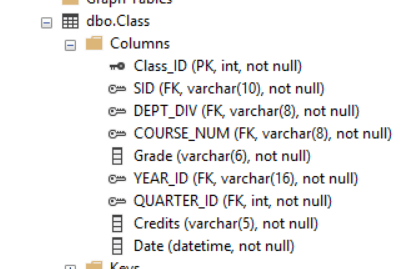 Graph Tables
dbo.Class
Columns
Class_ID (PK, int, not null)
SID (FK, varchar(10), not null)
DEPT_DIV (FK, varchar(8), not null)
COURSE_NUM (FK, varchar(8), not null)
Grade (varchar(6), not null)
YEAR_ID (FK, varchar(16), not null)
QUARTER_ID (FK, int, not null)
Credits (varchar(5), not null)
Date (datetime, not null)
Keys